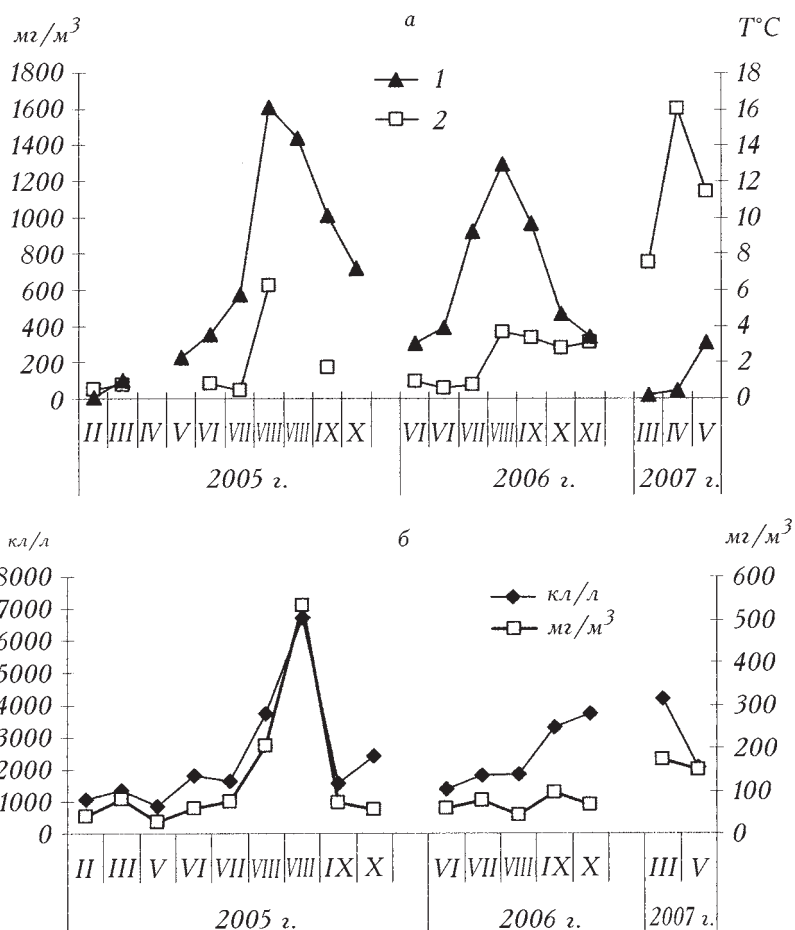 мг/м³ а Т°С
1800 18
1600 1 16
1400 2 14
1200 12
1000 10
800 8
600 6
400 4
200 2
0 0
II III IV V VI VII VIII VIII IX X VI VI VII VIII IX X XI III IV V
2005 г. 2006 г. 2007 г.
кл/л б мг/м³
8000 600
7000 кл/л 500
6000 мг/м³
5000 400
4000 300
3000 200
2000 100
1000
0 0
II III V VI VII VIII VIII IX X VI VII VIII IX X III V
2005 г. 2006 г. 2007 г.